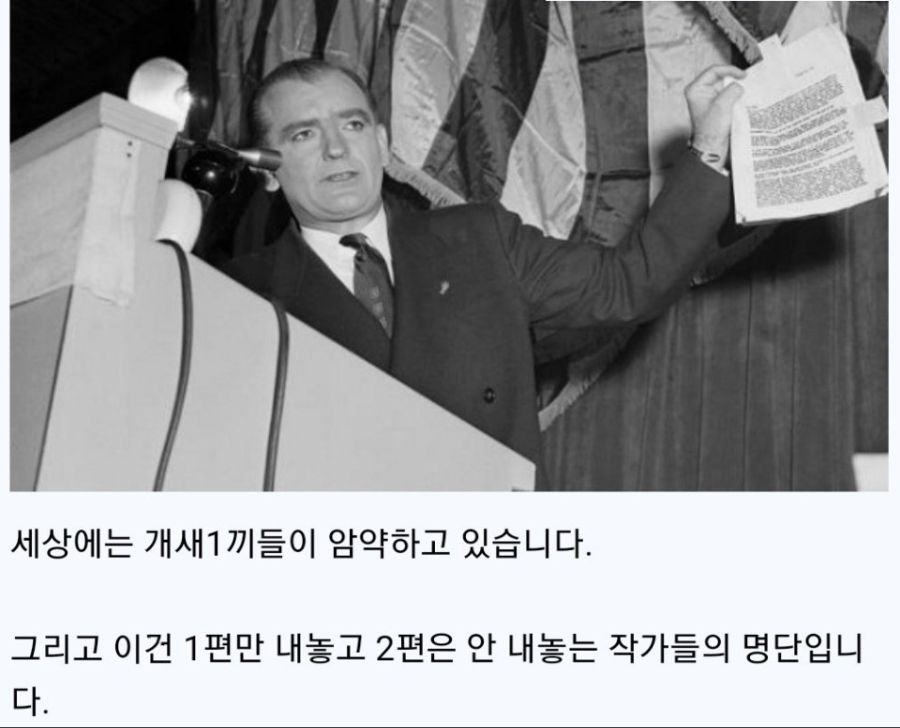 세상에는 개새1끼들이 암약하고 있습니다.
그리고 이건 1편만 내놓고 2편은 안 내놓는 작가들의 명단입니
다.